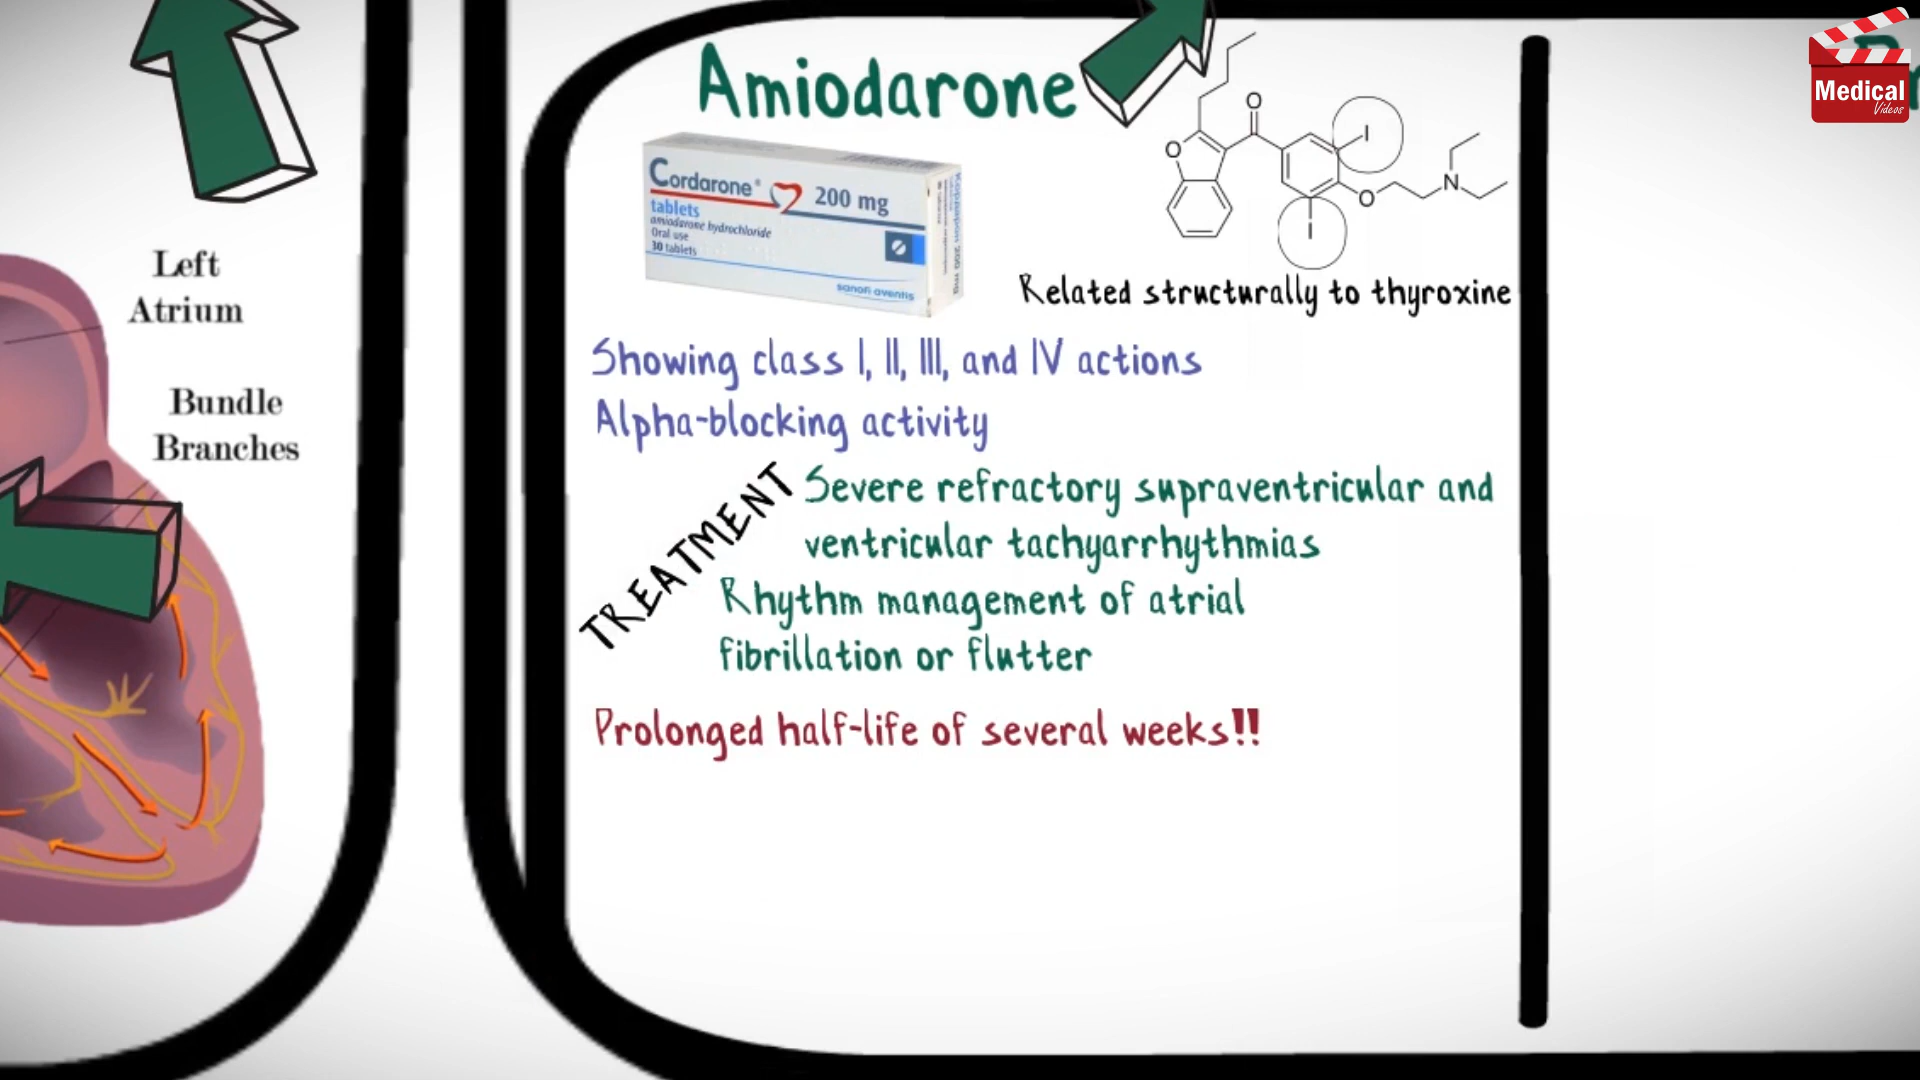 Left
Atrium
Bundle
Branches
Amiodarone
Cordarone® 200 mg
tablets
amiodarone hydrochloride
Oral use
30 tablets
sanofi aventis
O
O
I
I
O
N
Related structurally to thyroxine
Showing class I, II, III, and IV actions
Alpha-blocking activity
TREATMENT
Severe refractory supraventricular and
ventricular tachyarrhythmias
Rhythm management of atrial
fibrillation or flutter
Prolonged half-life of several weeks!!
Medical
Videos